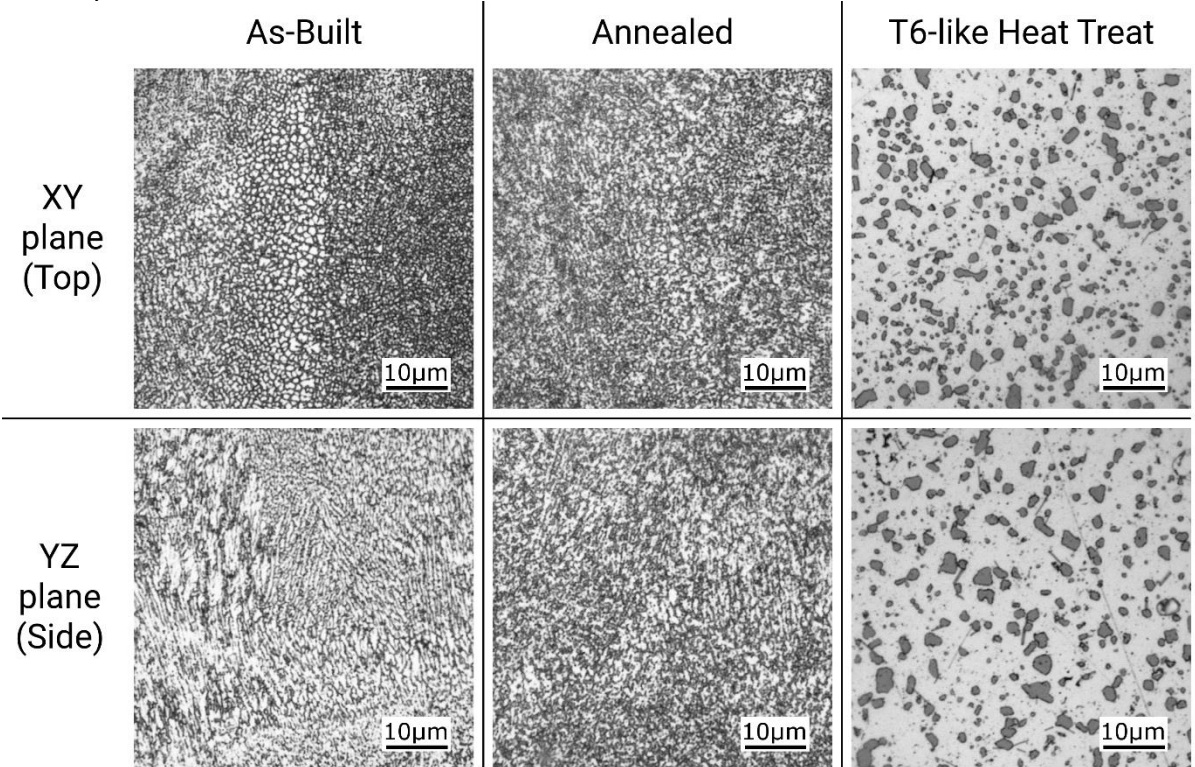 As-Built
Annealed
T6-like Heat Treat
XY
plane
(Top)
10μm
10μm
10μm
YZ
plane
(Side)
10μm
10μm
10μm